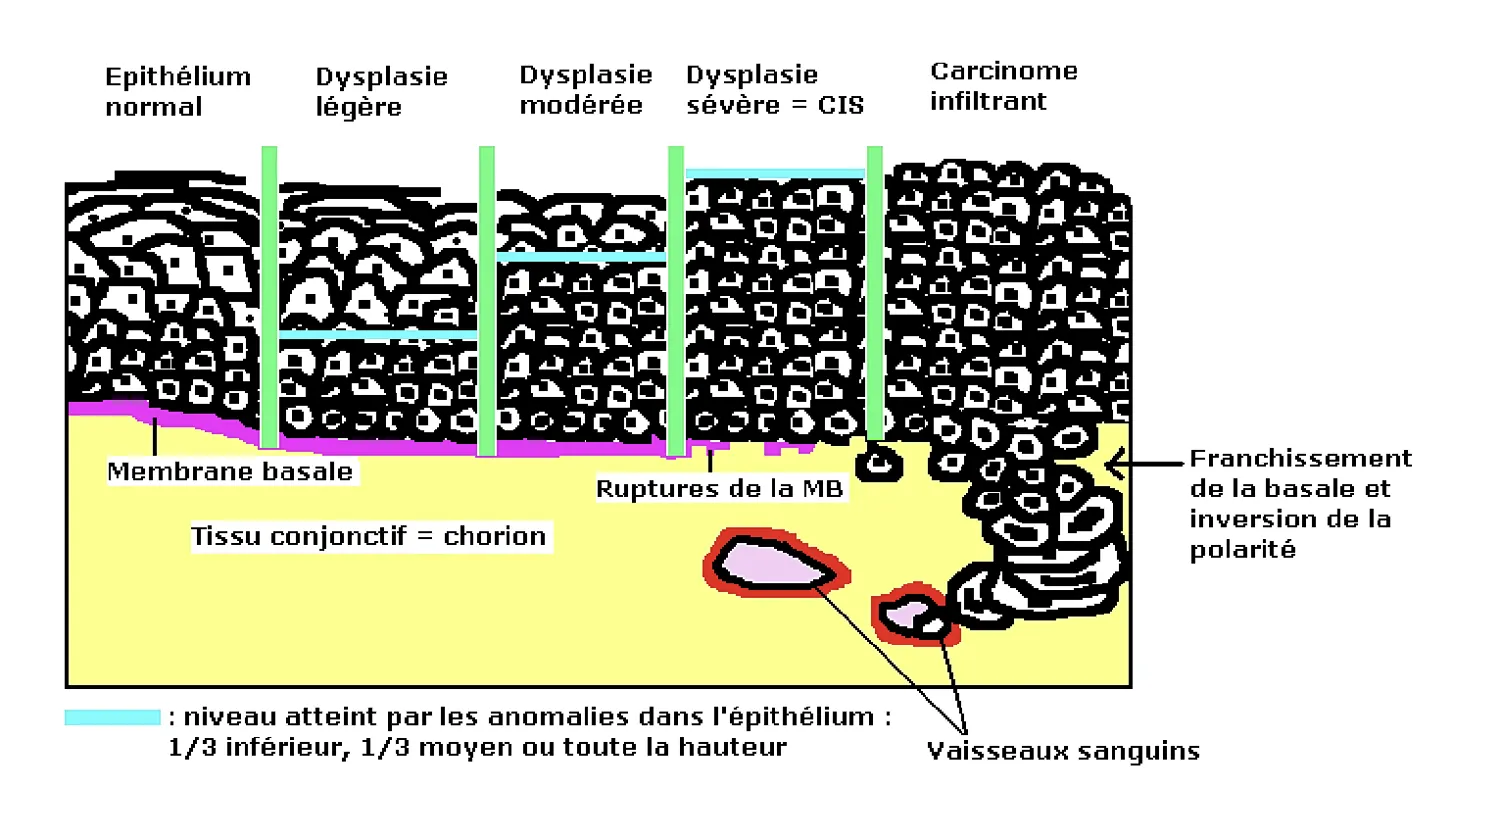 Epithélium
normal
Dysplasie
légère
Dysplasie
modérée
Dysplasie
sévère = CIS
Carcinome
infiltrant
Membrane basale
Ruptures de la MB
Tissu conjonctif = chorion
Franchissement
de la basale et
inversion de la
polarité
: niveau atteint par les anomalies dans l'épithélium :
1/3 inférieur, 1/3 moyen ou toute la hauteur
Vaisseaux sanguins